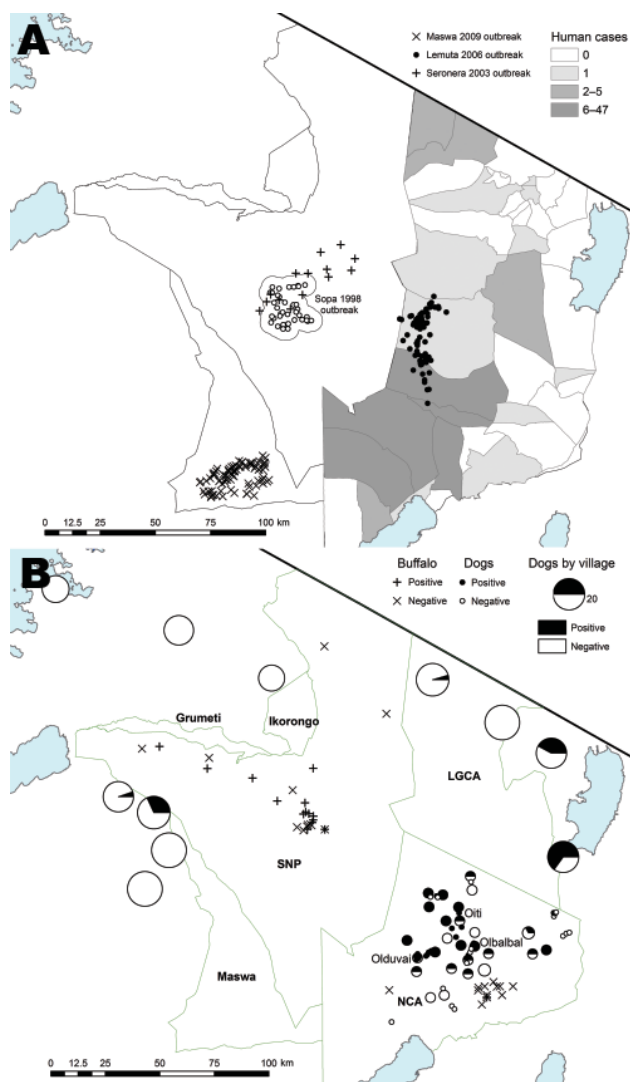 A
Maswa 2009 outbreak
Lemuta 2006 outbreak
Seronera 2003 outbreak
Human cases
0
1
2–5
6–47
Sopa 1998
outbreak
0 12.5 25 50 75 100 km
B
Buffalo
Positive
Negative
Dogs
Positive
Negative
Dogs by village
20
Positive
Negative
Grumeti
Ikorongo
LGCA
SNP
Oiti
Olbalbal
Olduvai
Maswa
NCA
0 12.5 25 50 75 100 km